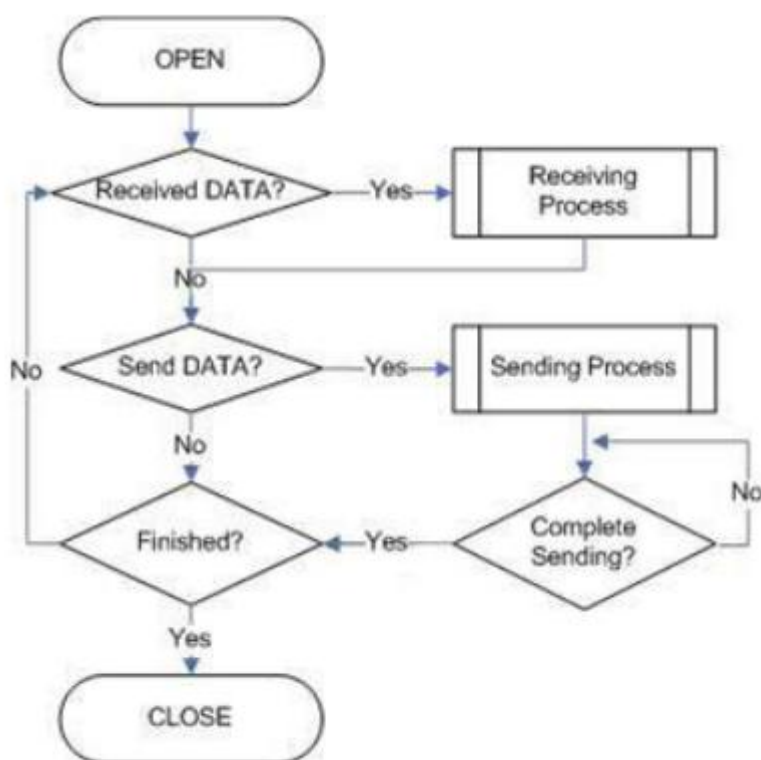 OPEN
Received DATA?
Yes
Receiving
Process
No
Send DATA?
Yes
Sending Process
No
No
No
Finished?
Yes
Complete
Sending?
Yes
CLOSE